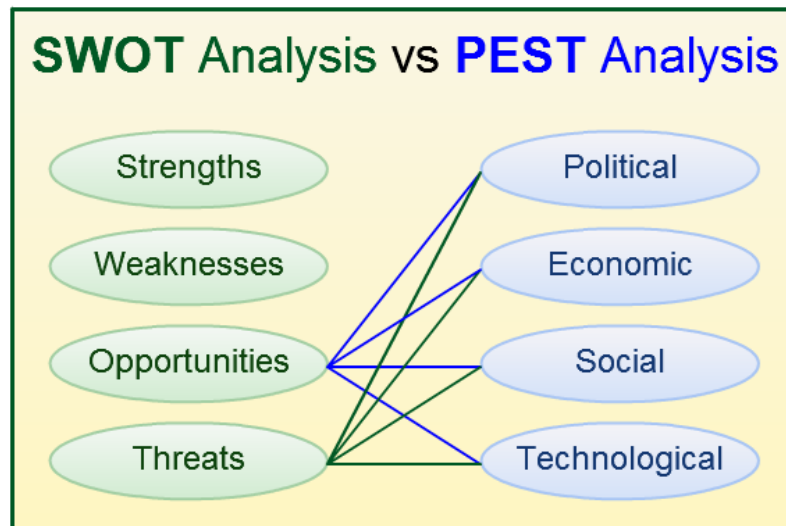 SWOT Analysis vs PEST Analysis
Strengths
Political
Weaknesses
Economic
Opportunities
Social
Threats
Technological